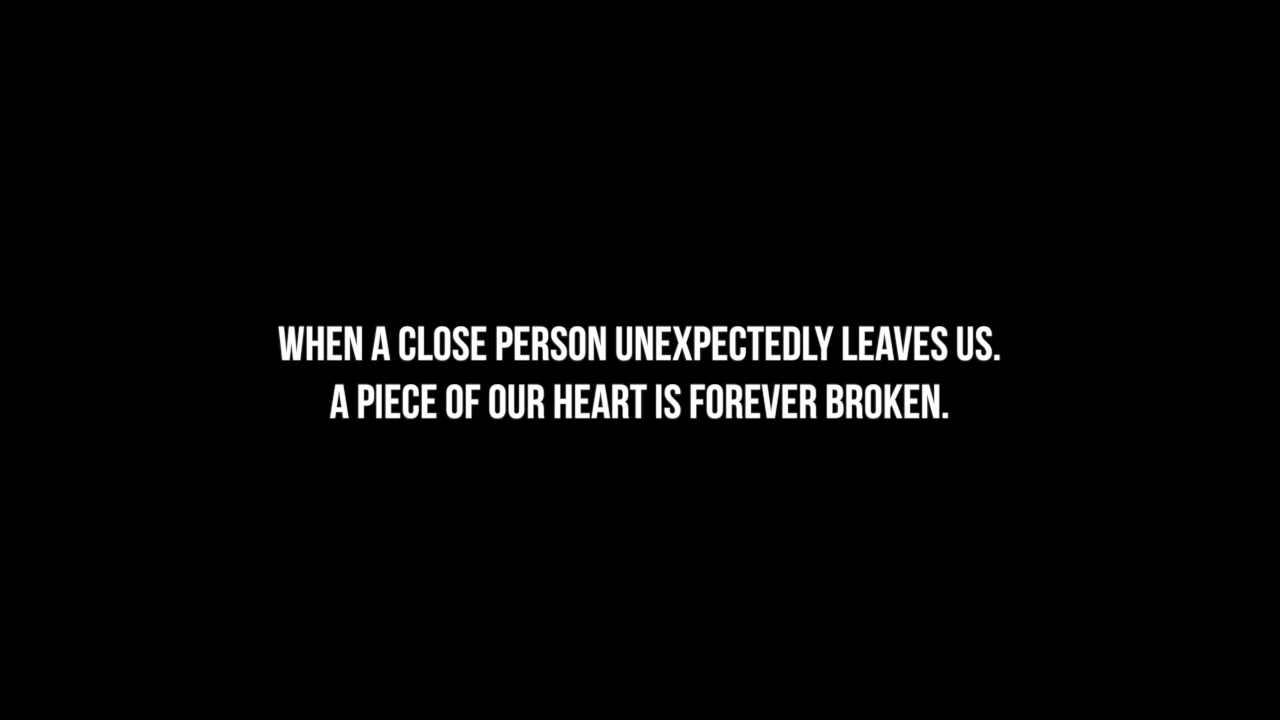 WHEN A CLOSE PERSON UNEXPECTEDLY LEAVES US.
A PIECE OF OUR HEART IS FOREVER BROKEN.